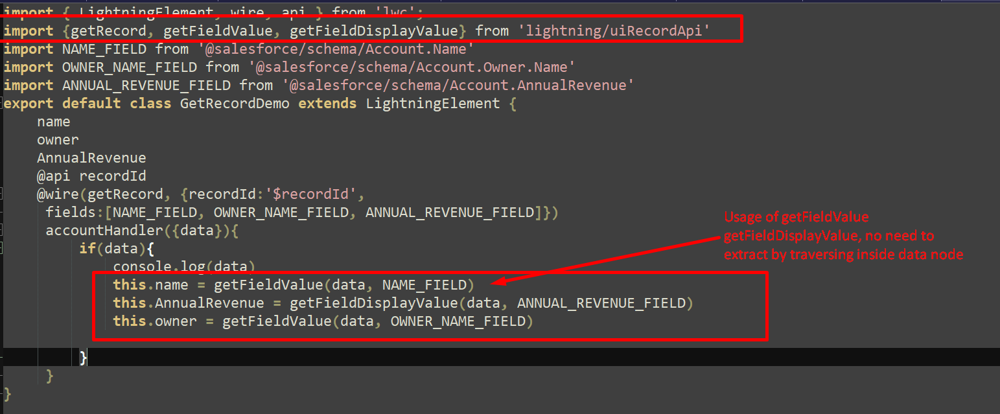 import { LightningElement, wire, api } from 'lwc';
import {getRecord, getFieldValue, getFieldDisplayValue} from 'lightning/uiRecordApi'
import NAME_FIELD from '@salesforce/schema/Account.Name'
import OWNER_NAME_FIELD from '@salesforce/schema/Account.Owner.Name'
import ANNUAL_REVENUE_FIELD from '@salesforce/schema/Account.AnnualRevenue'
export default class GetRecordDemo extends LightningElement {
    name
    owner
    AnnualRevenue
    @api recordId
    @wire(getRecord, {recordId:'$recordId',
     fields:[NAME_FIELD, OWNER_NAME_FIELD, ANNUAL_REVENUE_FIELD]})
     accountHandler({data}){
         if(data){
             console.log(data)
             this.name = getFieldValue(data, NAME_FIELD)
             this.AnnualRevenue = getFieldDisplayValue(data, ANNUAL_REVENUE_FIELD)
             this.owner = getFieldValue(data, OWNER_NAME_FIELD)
         }
     }
}
Usage of getFieldValue
getFieldDisplayValue, no need to
extract by traversing inside data node